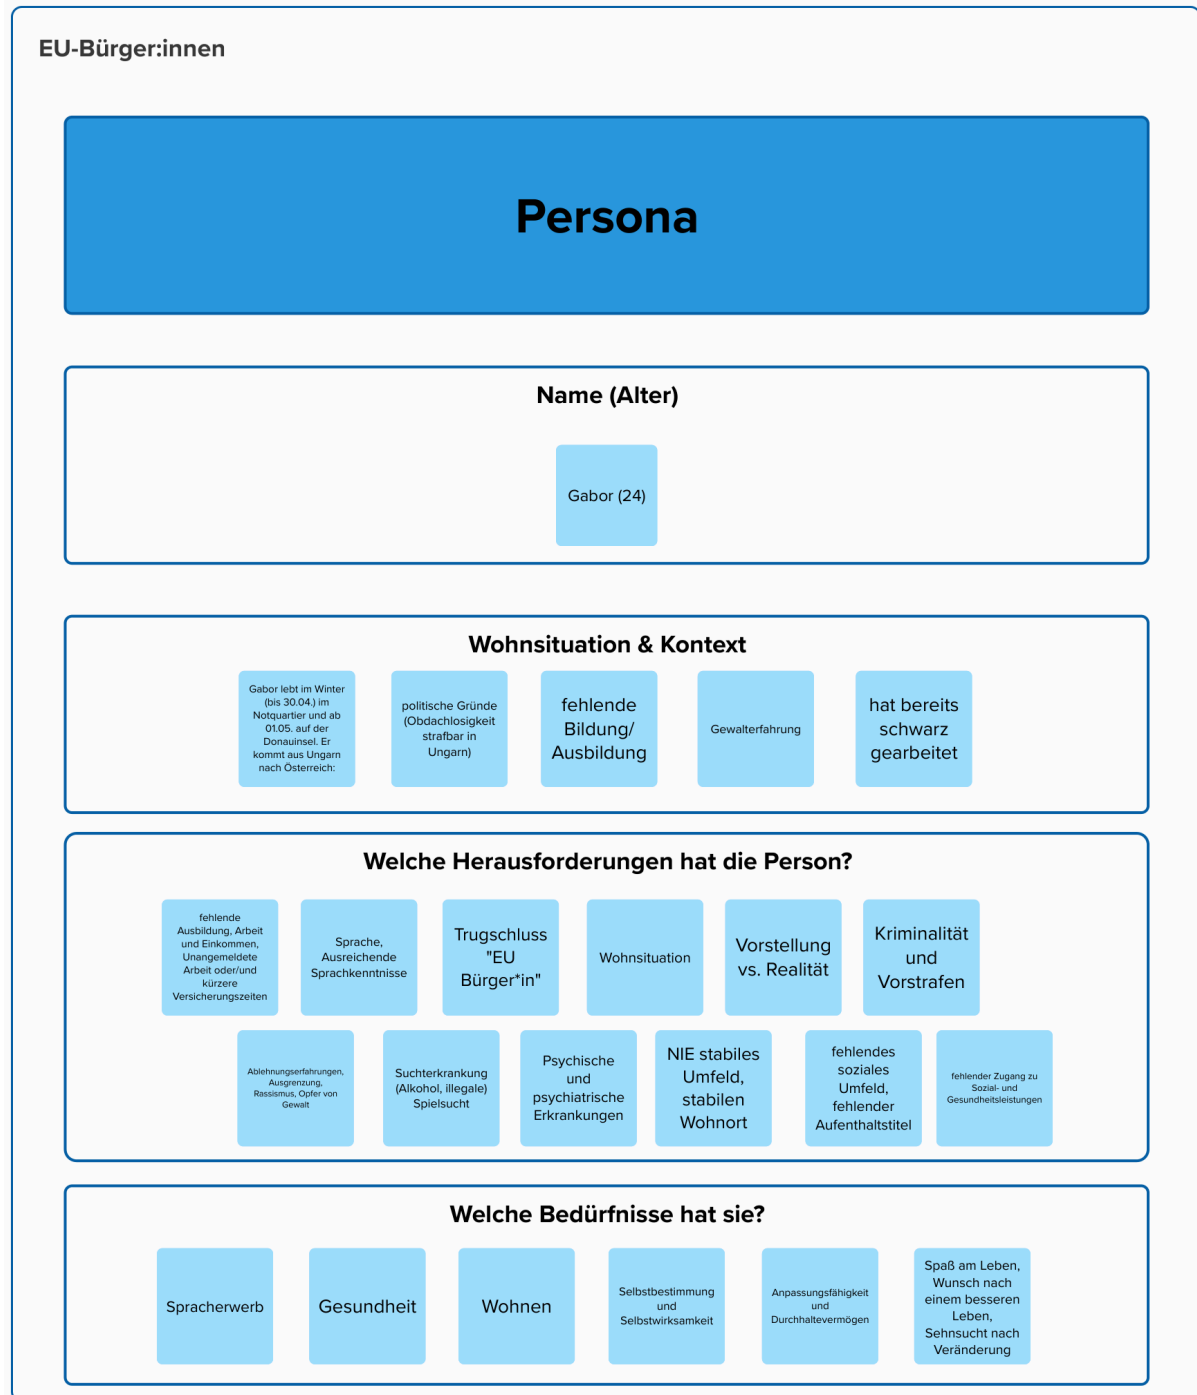 EU-Bürger:innen
Persona
Name (Alter)
Gabor (24)
Wohnsituation & Kontext
Gabor lebt im Winter
(bis 30.04.) im
Notquartier und ab
01.05. auf der
Donauinsel. Er
kommt aus Ungarn
nach Österreich:
politische Gründe
(Obdachlosigkeit
strafbar in
Ungarn)
fehlende
Bildung/
Ausbildung
Gewalterfahrung
hat bereits
schwarz
gearbeitet
Welche Herausforderungen hat die Person?
fehlende
Ausbildung, Arbeit
und Einkommen,
Unangemeldete
Arbeit oder/und
kürzere
Versicherungszeiten
Sprache,
Ausreichende
Sprachkenntnisse
Trugschluss
"EU
Bürger*in"
Wohnsituation
Vorstellung
vs. Realität
Kriminalität
und
Vorstrafen
Ablehnungserfahrungen,
Ausgrenzung,
Rassismus, Opfer von
Gewalt
Suchterkrankung
(Alkohol, illegale)
Spielsucht
Psychische
und
psychiatrische
Erkrankungen
NIE stabiles
Umfeld,
stabilen
Wohnort
fehlendes
soziales
Umfeld,
fehlender
Aufenthaltstitel
fehlender Zugang zu
Sozial- und
Gesundheitsleistungen
Welche Bedürfnisse hat sie?
Spracherwerb
Gesundheit
Wohnen
Selbstbestimmung
und
Selbstwirksamkeit
Anpassungsfähigkeit
und
Durchhaltevermögen
Spaß am Leben,
Wunsch nach
einem besseren
Leben,
Sehnsucht nach
Veränderung